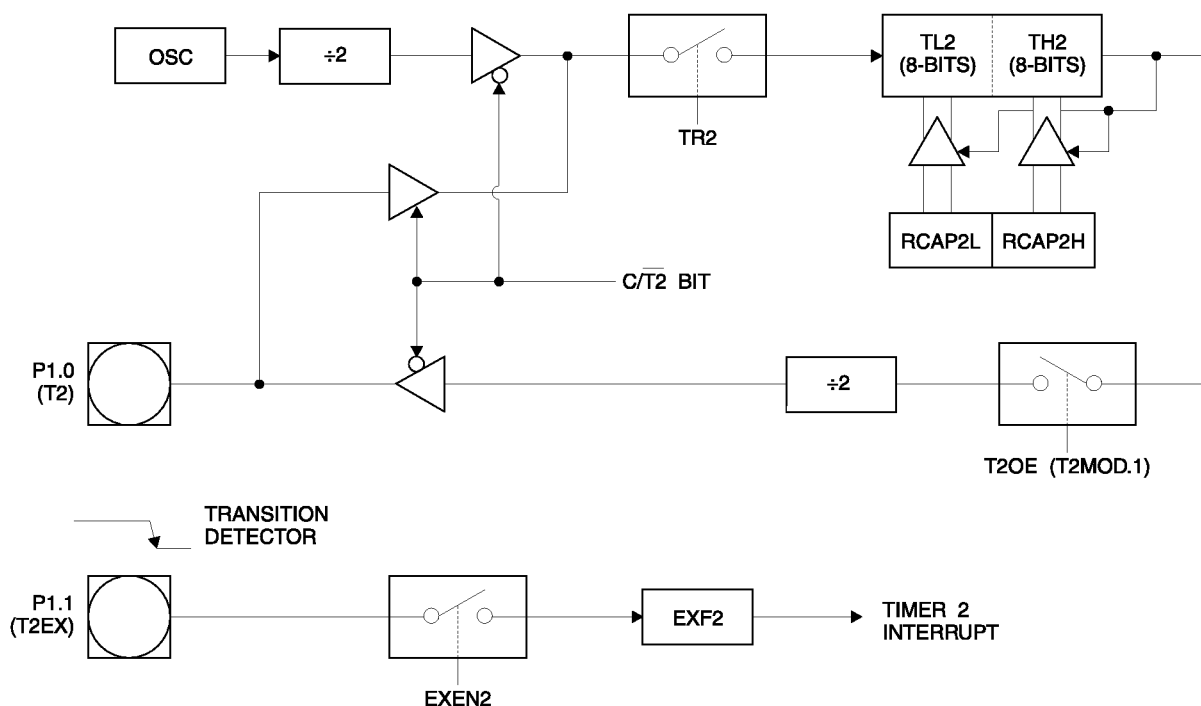 OSC
÷2
TR2
TL2
(8-BITS)
TH2
(8-BITS)
RCAP2L
RCAP2H
C/T̅2̅ BIT
P1.0
(T2)
÷2
T2OE (T2MOD.1)
TRANSITION
DETECTOR
P1.1
(T2EX)
EXEN2
EXF2
TIMER 2
INTERRUPT